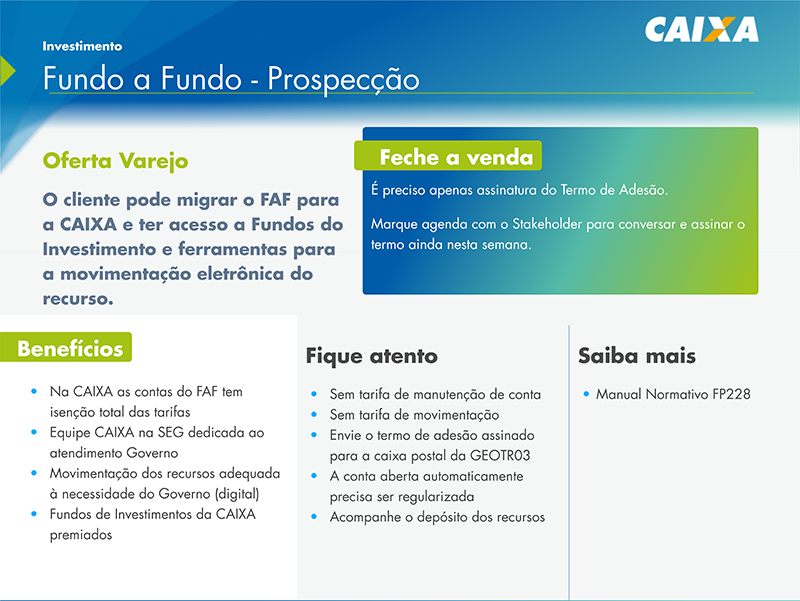 CAIXA
Investimento
Fundo a Fundo - Prospecção
Oferta Varejo
O cliente pode migrar o FAF para
a CAIXA e ter acesso a Fundos do
Investimento e ferramentas para
a movimentação eletrônica do
recurso.
Feche a venda
É preciso apenas assinatura do Termo de Adesão.
Marque agenda com o Stakeholder para conversar e assinar o
termo ainda nesta semana.
Benefícios
• Na CAIXA as contas do FAF tem
isenção total das tarifas
• Equipe CAIXA na SEG dedicada ao
atendimento Governo
• Movimentação dos recursos adequada
à necessidade do Governo (digital)
• Fundos de Investimentos da CAIXA
premiados
Fique atento
• Sem tarifa de manutenção de conta
• Sem tarifa de movimentação
• Envie o termo de adesão assinado
para a caixa postal da GEOTR03
• A conta aberta automaticamente
precisa ser regularizada
• Acompanhe o depósito dos recursos
Saiba mais
• Manual Normativo FP228